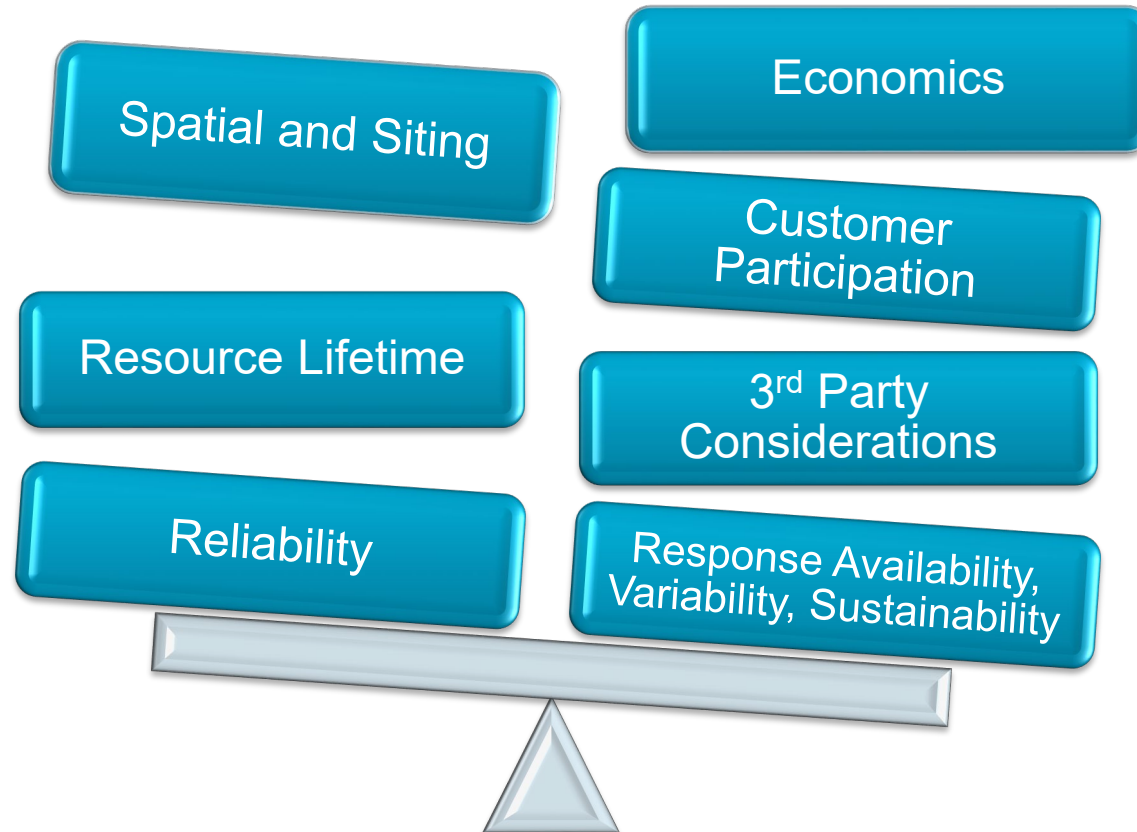 Spatial and Siting
Resource Lifetime
Reliability
Economics
Customer
Participation
3rd Party
Considerations
Response Availability,
Variability, Sustainability